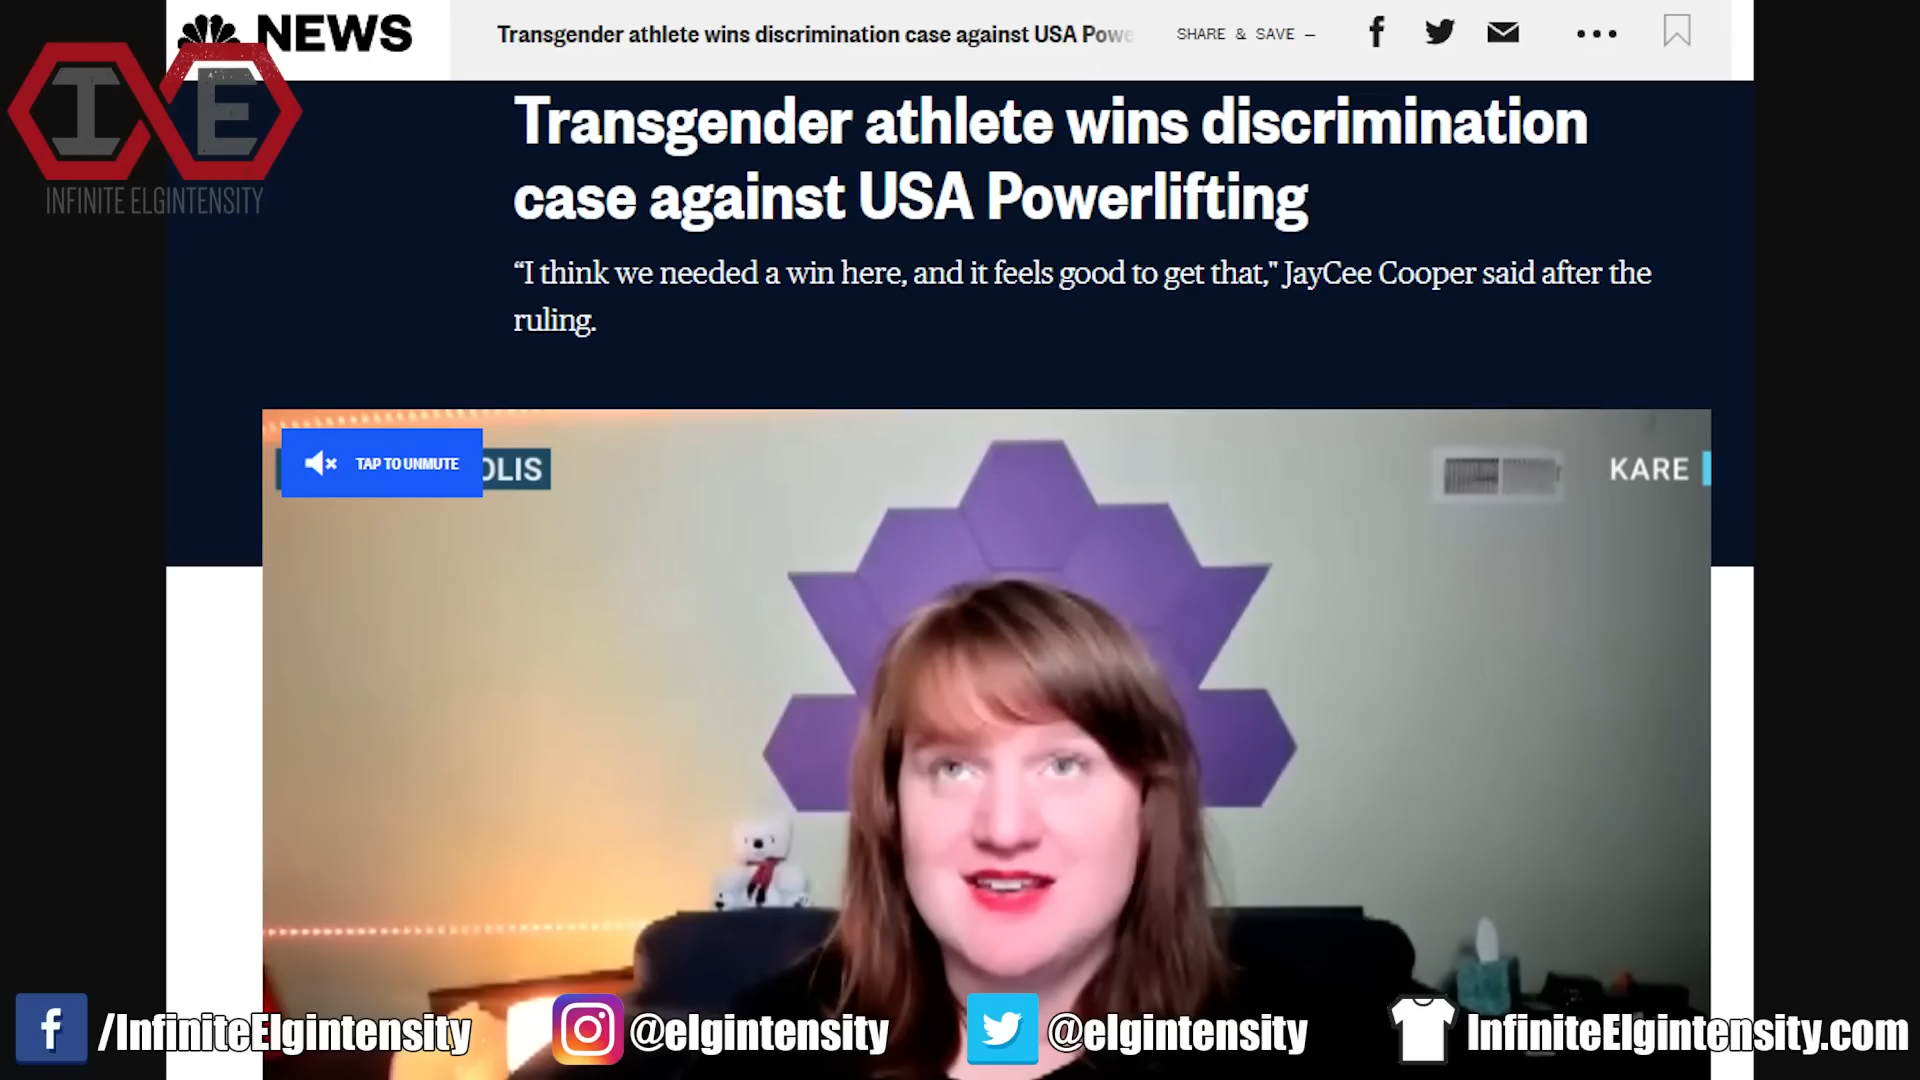 NEWS
Transgender athlete wins discrimination case against USA Powe
SHARE & SAVE –
IE
INFINITE ELGINTENSITY
Transgender athlete wins discrimination
case against USA Powerlifting
“I think we needed a win here, and it feels good to get that," JayCee Cooper said after the
ruling.
TAP TO UNMUTE
OLIS
KARE
/InfiniteElgintensity
@elgintensity
@elgintensity
InfiniteElgintensity.com